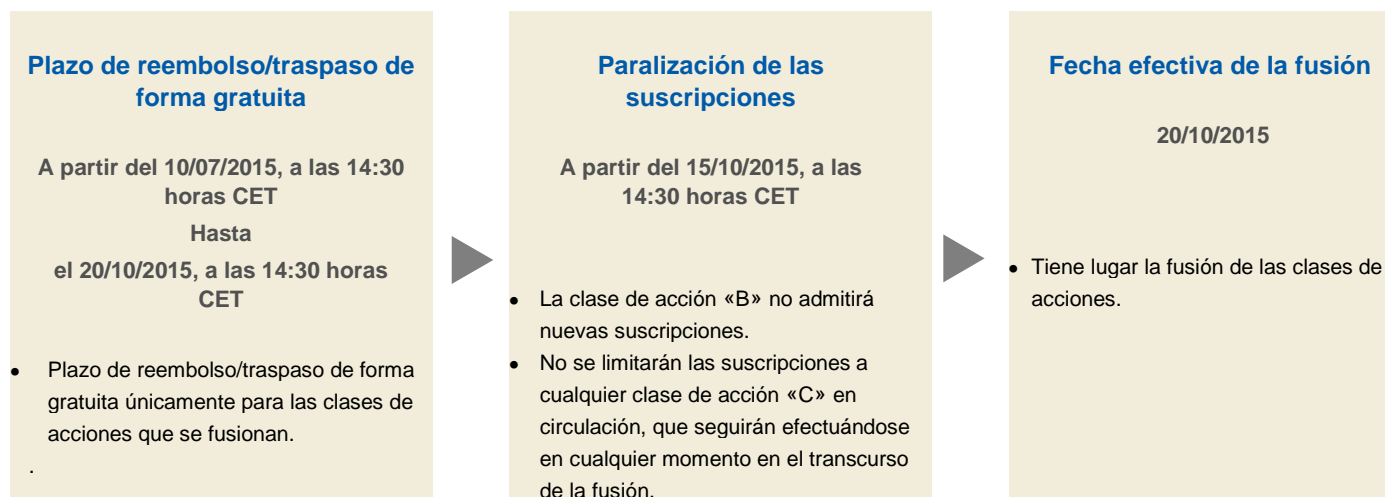 Plazo de reembolso/traspaso de
forma gratuita
A partir del 10/07/2015, a las 14:30
horas CET
Hasta
el 20/10/2015, a las 14:30 horas
CET
• Plazo de reembolso/traspaso de forma
gratuita únicamente para las clases de
acciones que se fusionan.
.
Paralización de las
suscripciones
A partir del 15/10/2015, a las
14:30 horas CET
• La clase de acción «B» no admitirá
nuevas suscripciones.
• No se limitarán las suscripciones a
cualquier clase de acción «C» en
circulación, que seguirán efectuándose
en cualquier momento en el transcurso
de la fusión.
Fecha efectiva de la fusión
20/10/2015
• Tiene lugar la fusión de las clases de
acciones.